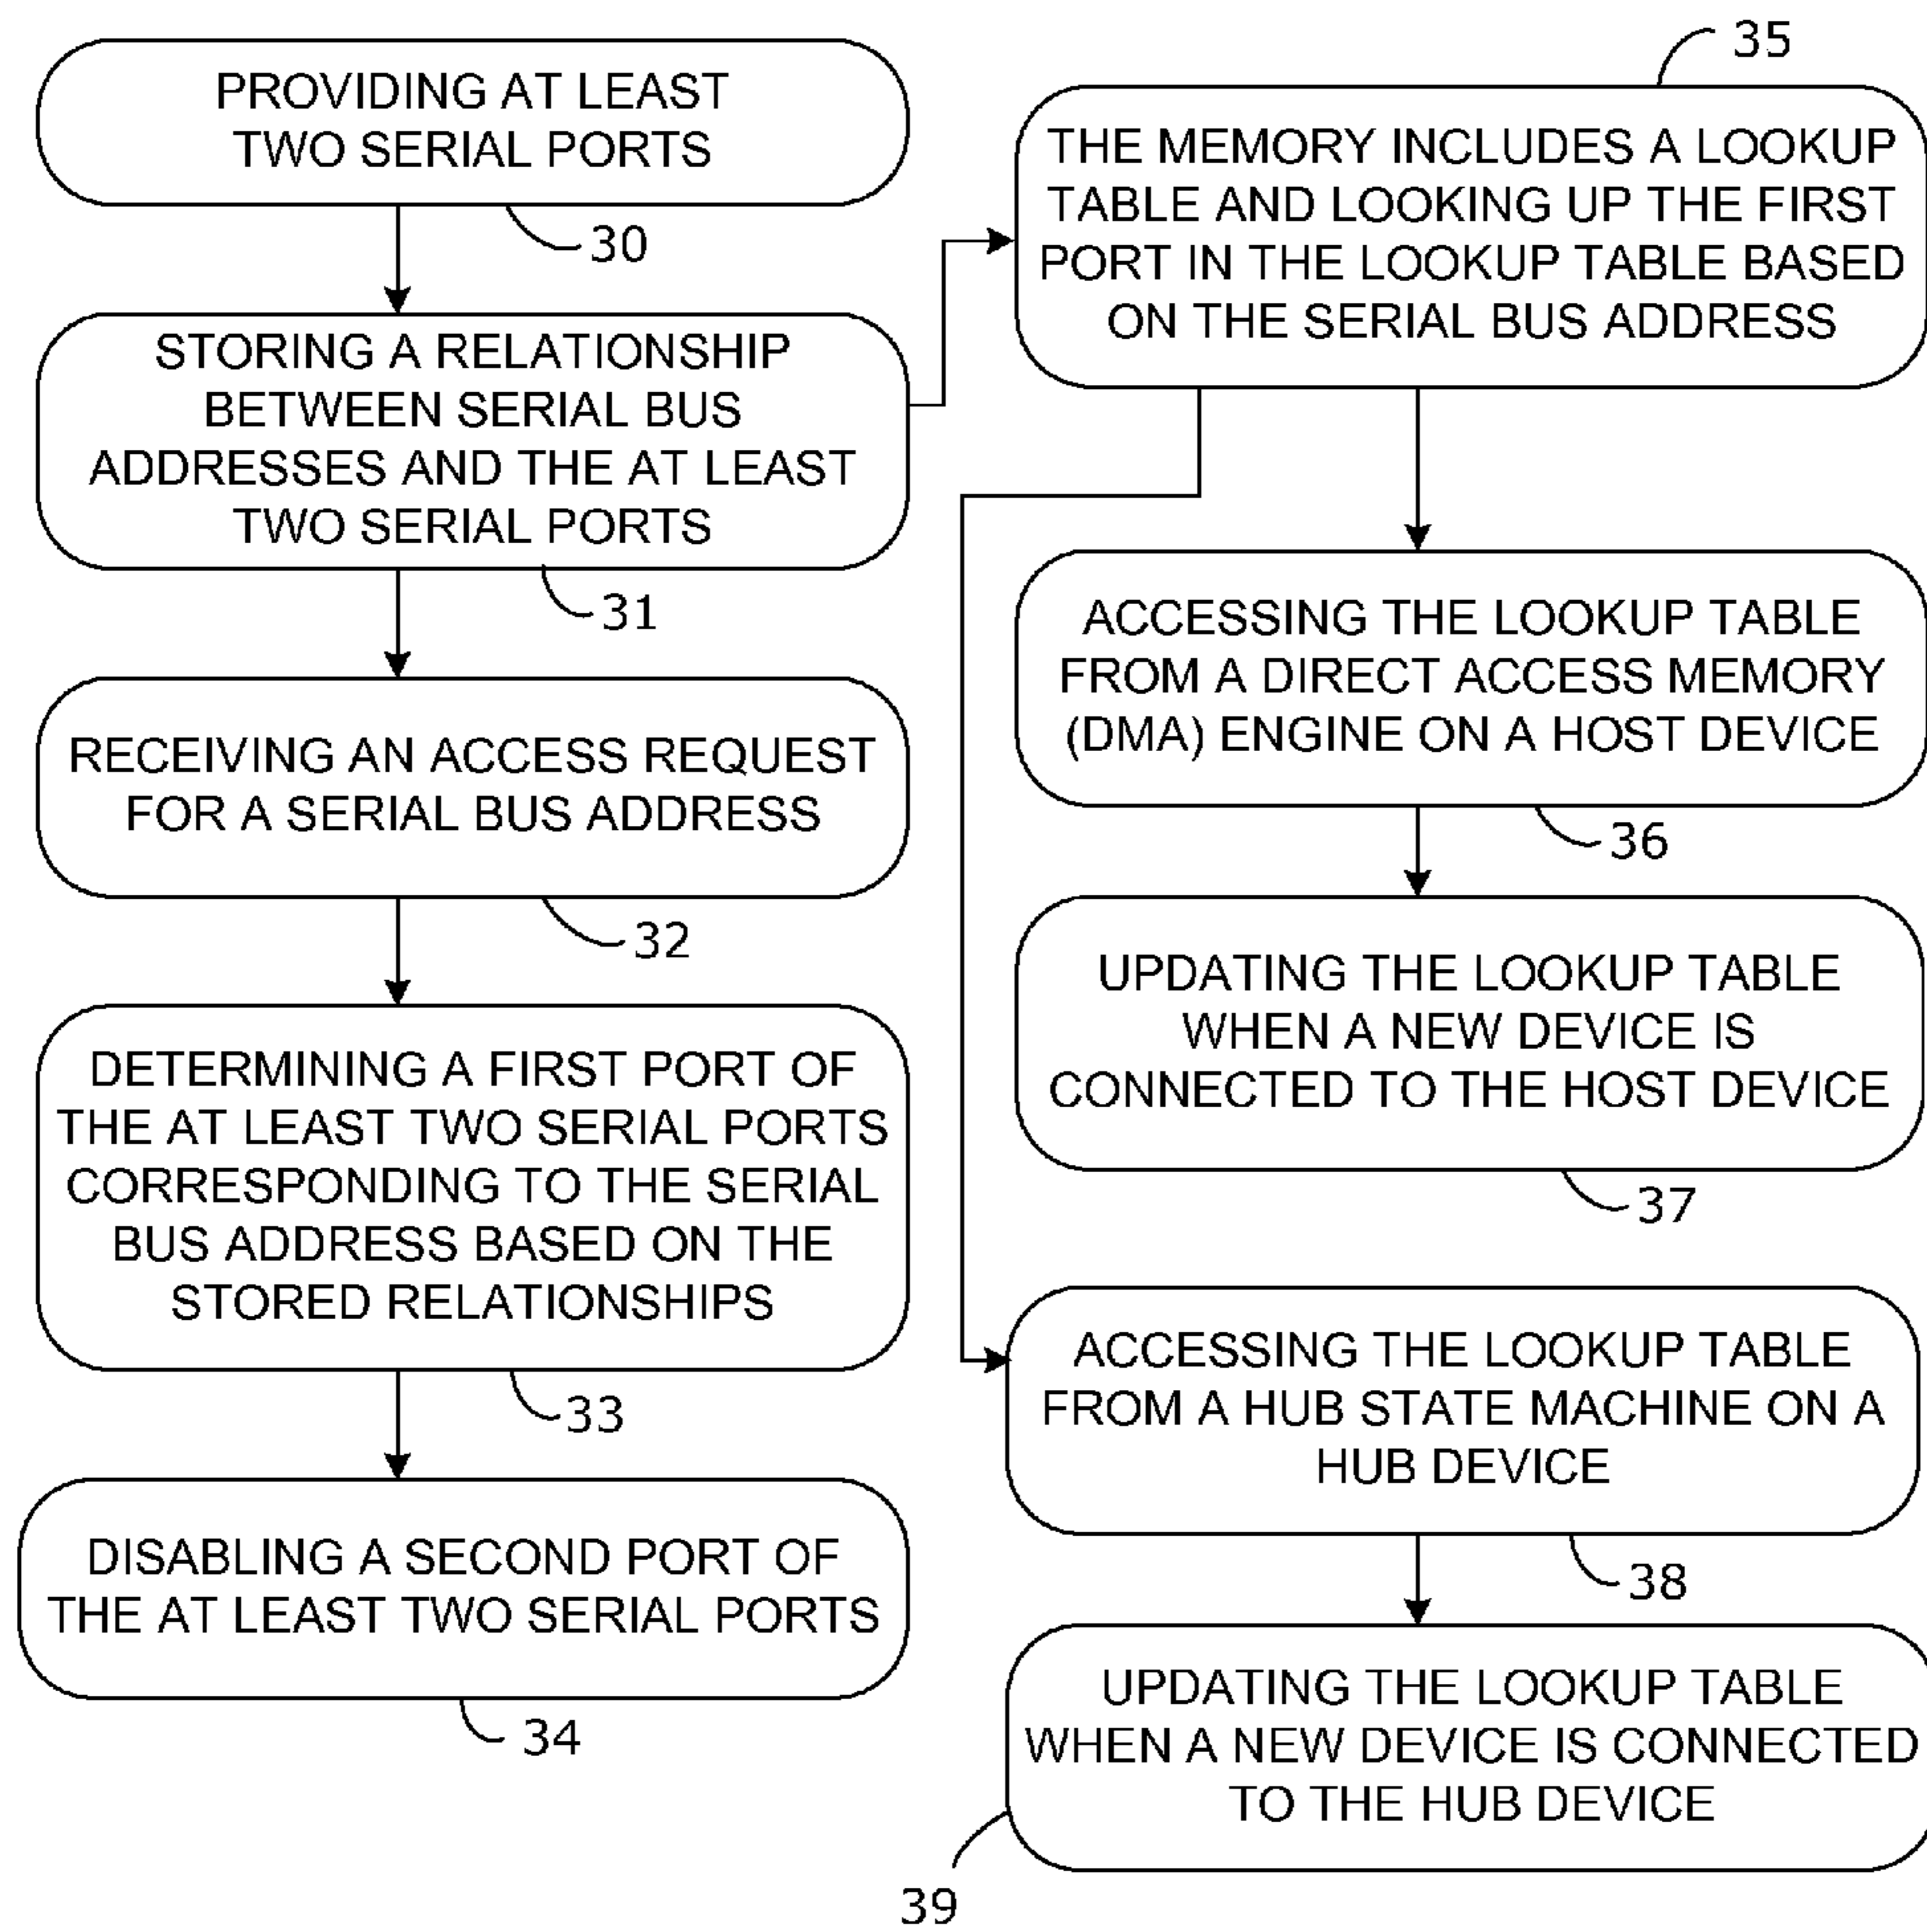 PROVIDING AT LEAST
TWO SERIAL PORTS
30
STORING A RELATIONSHIP
BETWEEN SERIAL BUS
ADDRESSES AND THE AT LEAST
TWO SERIAL PORTS
31
RECEIVING AN ACCESS REQUEST
FOR A SERIAL BUS ADDRESS
32
DETERMINING A FIRST PORT OF
THE AT LEAST TWO SERIAL PORTS
CORRESPONDING TO THE SERIAL
BUS ADDRESS BASED ON THE
STORED RELATIONSHIPS
33
DISABLING A SECOND PORT OF
THE AT LEAST TWO SERIAL PORTS
34
35
THE MEMORY INCLUDES A LOOKUP
TABLE AND LOOKING UP THE FIRST
PORT IN THE LOOKUP TABLE BASED
ON THE SERIAL BUS ADDRESS
ACCESSING THE LOOKUP TABLE
FROM A DIRECT ACCESS MEMORY
(DMA) ENGINE ON A HOST DEVICE
36
UPDATING THE LOOKUP TABLE
WHEN A NEW DEVICE IS
CONNECTED TO THE HOST DEVICE
37
ACCESSING THE LOOKUP TABLE
FROM A HUB STATE MACHINE ON A
HUB DEVICE
38
UPDATING THE LOOKUP TABLE
WHEN A NEW DEVICE IS CONNECTED
TO THE HUB DEVICE
39